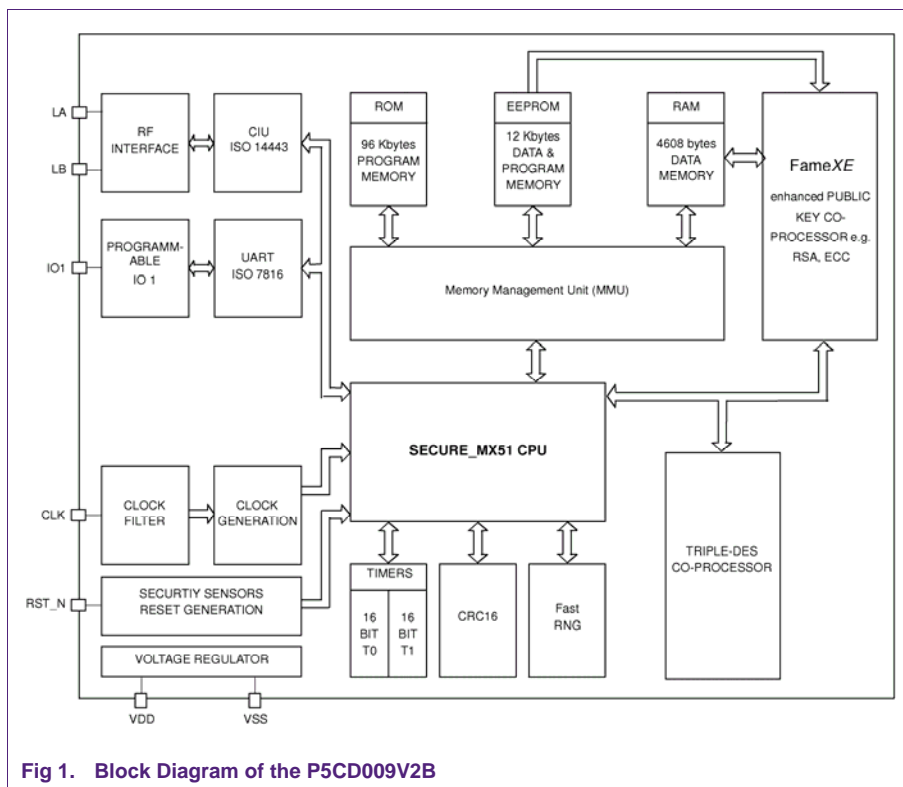 LA
LB
IO1
CLK
RST_N
VDD
VSS
RF
INTERFACE
CIU
ISO 14443
PROGRAMM-
ABLE
IO 1
UART
ISO 7816
CLOCK
FILTER
CLOCK
GENERATION
SECURTIY SENSORS
RESET GENERATION
VOLTAGE REGULATOR
ROM
96 Kbytes
PROGRAM
MEMORY
EEPROM
12 Kbytes
DATA &
PROGRAM
MEMORY
RAM
4608 bytes
DATA
MEMORY
FameXE
enhanced PUBLIC
KEY CO-
PROCESSOR e.g.
RSA, ECC
Memory Management Unit (MMU)
SECURE_MX51 CPU
TIMERS
16
BIT
T0
16
BIT
T1
CRC16
Fast
RNG
TRIPLE-DES
CO-PROCESSOR
Fig 1. Block Diagram of the P5CD009V2B